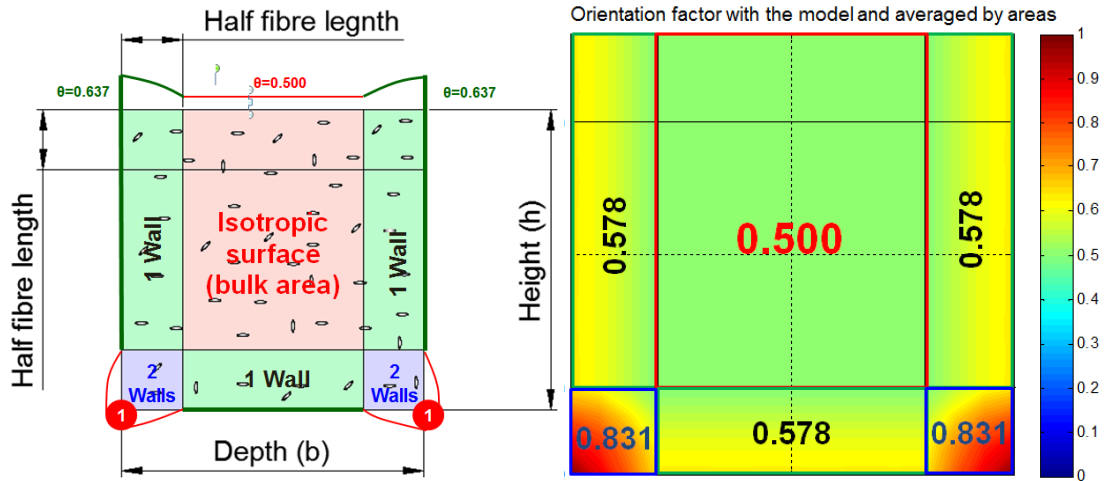 Half fibre legnth
θ=0.637
θ=0.500
θ=0.637
Half fibre length
1 Wall
Isotropic
surface
(bulk area)
1 Wall
Height (h)
2
Walls
1 Wall
2
Walls
1
1
Depth (b)
Orientation factor with the model and averaged by areas
0.578
0.500
0.578
0.831
0.578
0.831
1
0.9
0.8
0.7
0.6
0.5
0.4
0.3
0.2
0.1
0